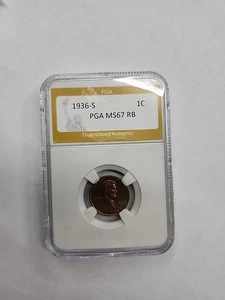 PGA
1936-S 1C
PGA MS67 RB
Guaranteed Authentic